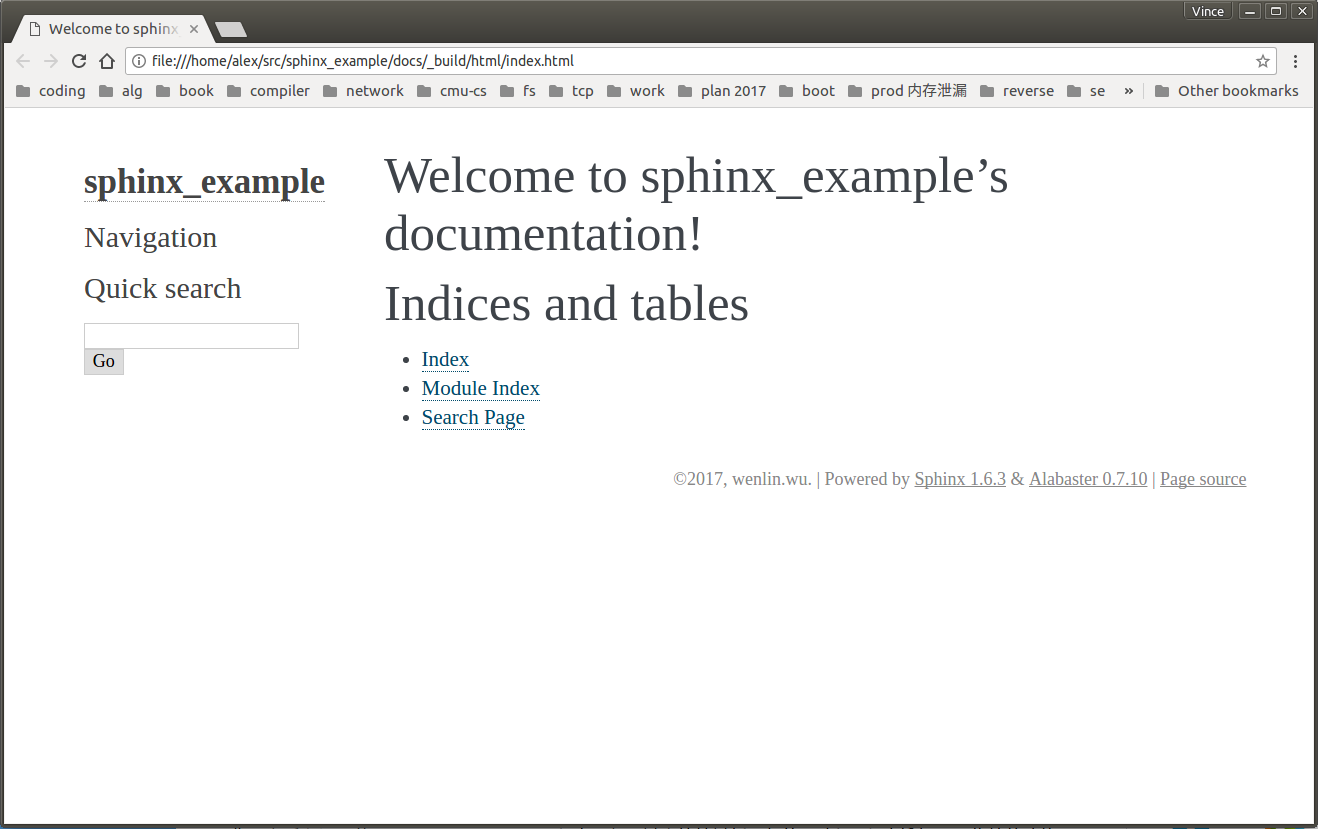 Vince
Welcome to sphinx
file:///home/alex/src/sphinx_example/docs/_build/html/index.html
coding alg book compiler network cmu-cs fs tcp work plan 2017 boot prod 内存泄漏 reverse se » Other bookmarks
sphinx_example
Navigation
Quick search
Go
Welcome to sphinx_example’s
documentation!
Indices and tables
Index
Module Index
Search Page
©2017, wenlin.wu. | Powered by Sphinx 1.6.3 & Alabaster 0.7.10 | Page source